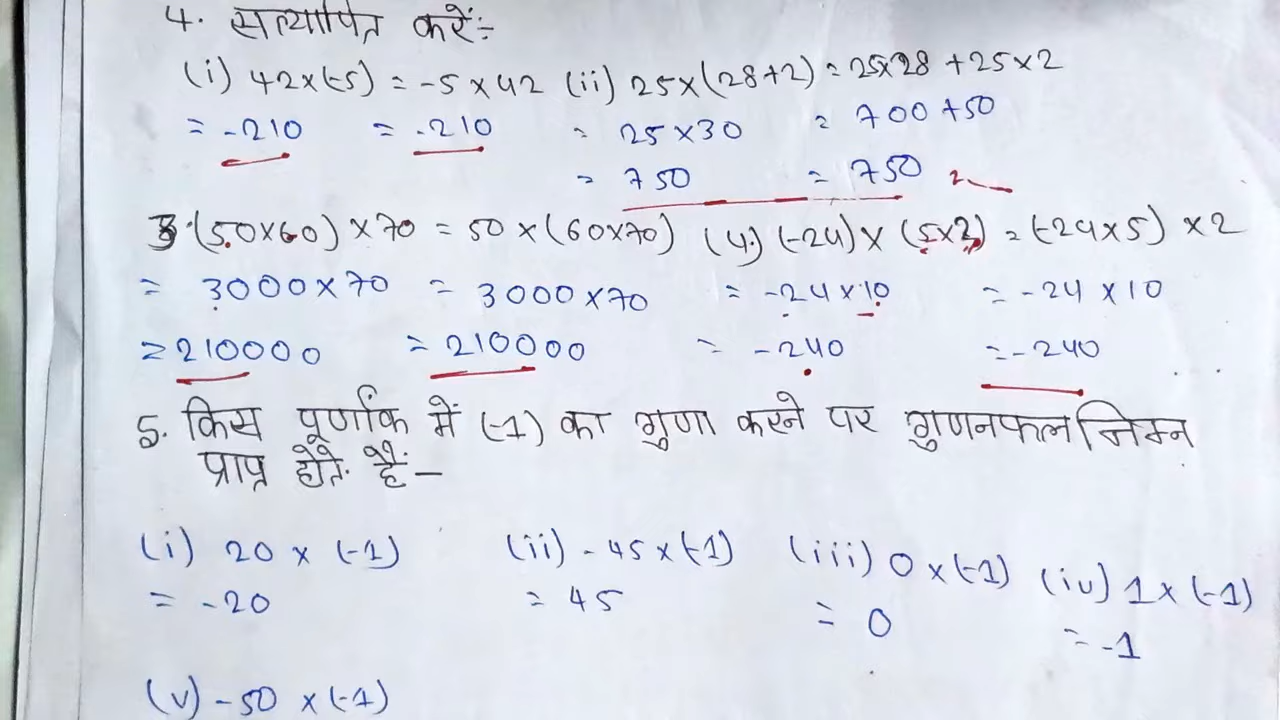 4. सत्यापित करें:-
(i) 42×(-5) = -5×42 (ii) 25×(28+2) = 25×28 +25×2
= -210 = -210 = 25×30 = 700+50
= 750 = 750
3·(50×60)×70 = 50×(60×70) (4·) (-24)×(5×2) = (-24×5) ×2
= 3000×70 = 3000×70 = -24×10 = -24×10
= 210000 = 210000 = -240 = -240
5. किस पूर्णांक में (-1) का गुणा करने पर गुणनफल निम्न
प्राप्त होते हैं-
(i) 20 × (-1) (ii) -45×(-1) (iii) 0×(-1) (iv) 1×(-1)
= -20 = 45 = 0 = -1
(v) -50 ×(-1)